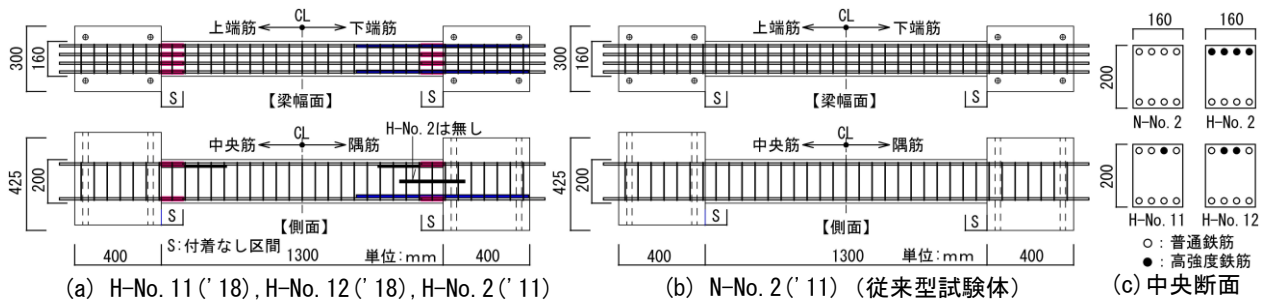 CL
上端筋 下端筋
300
160
S
【梁幅面】
S
CL
中央筋 隅筋
H-No.2は無し
425
200
S
【側面】
S
S:付着なし区間
400
1300
単位:mm
400
(a) H-No.11('18),H-No.12('18),H-No.2('11)
CL
上端筋 下端筋
300
160
S
【梁幅面】
S
CL
中央筋 隅筋
425
200
S
【側面】
S
400
1300
単位:mm
400
(b) N-No.2('11) (従来型試験体)
160 160
200
N-No.2 H-No.2
200
H-No.11 H-No.12
○:普通鉄筋
●:高強度鉄筋
(c)中央断面